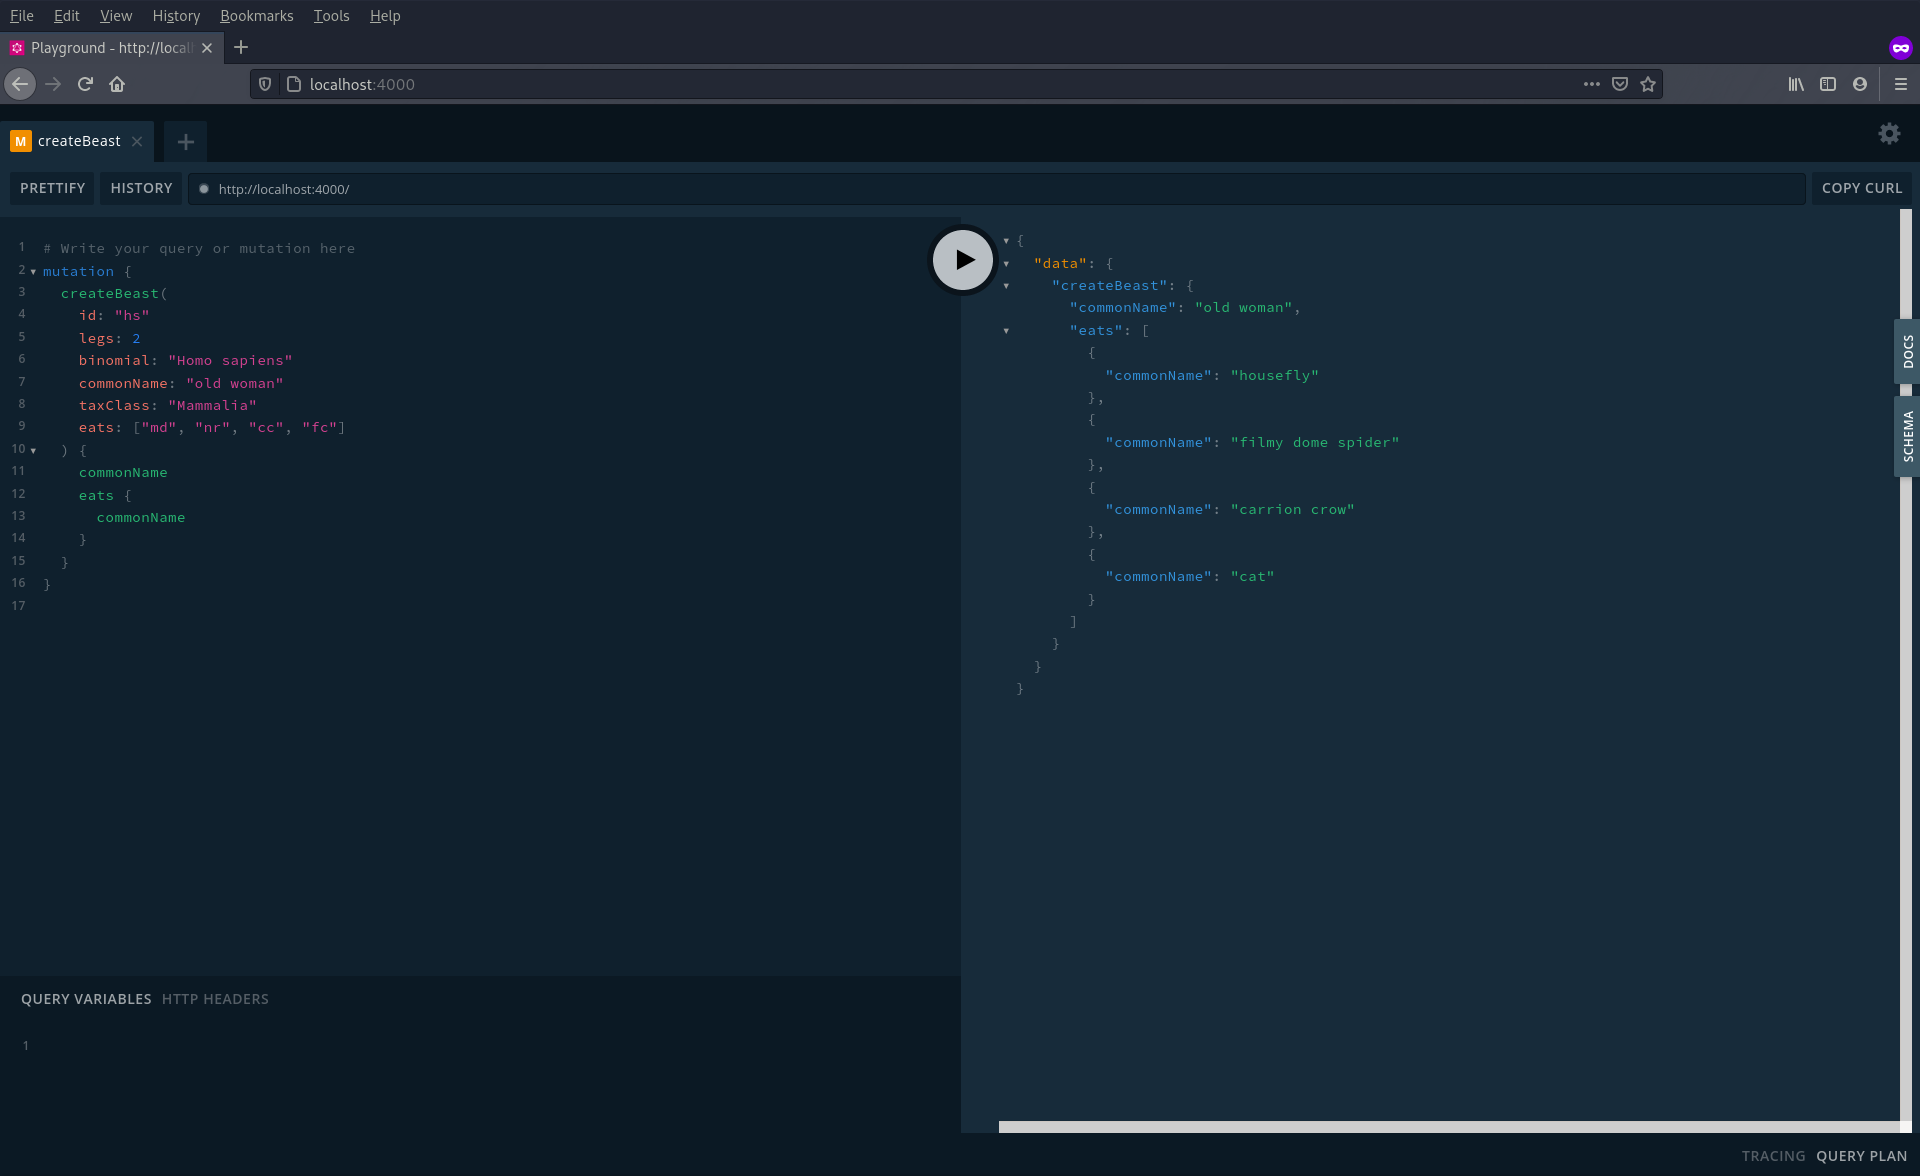 File Edit View History Bookmarks Tools Help
Playground - http://local
localhost:4000
M createBeast
PRETTIFY HISTORY http://localhost:4000/ COPY CURL
1 # Write your query or mutation here
2 mutation {
3 createBeast(
4 id: "hs"
5 legs: 2
6 binomial: "Homo sapiens"
7 commonName: "old woman"
8 taxClass: "Mammalia"
9 eats: ["md", "nr", "cc", "fc"]
10 ) {
11 commonName
12 eats {
13 commonName
14 }
15 }
16 }
17
{
"data": {
"createBeast": {
"commonName": "old woman",
"eats": [
{
"commonName": "housefly"
},
{
"commonName": "filmy dome spider"
},
{
"commonName": "carrion crow"
},
{
"commonName": "cat"
}
]
}
}
}
DOCS
SCHEMA
QUERY VARIABLES HTTP HEADERS
1
TRACING QUERY PLAN